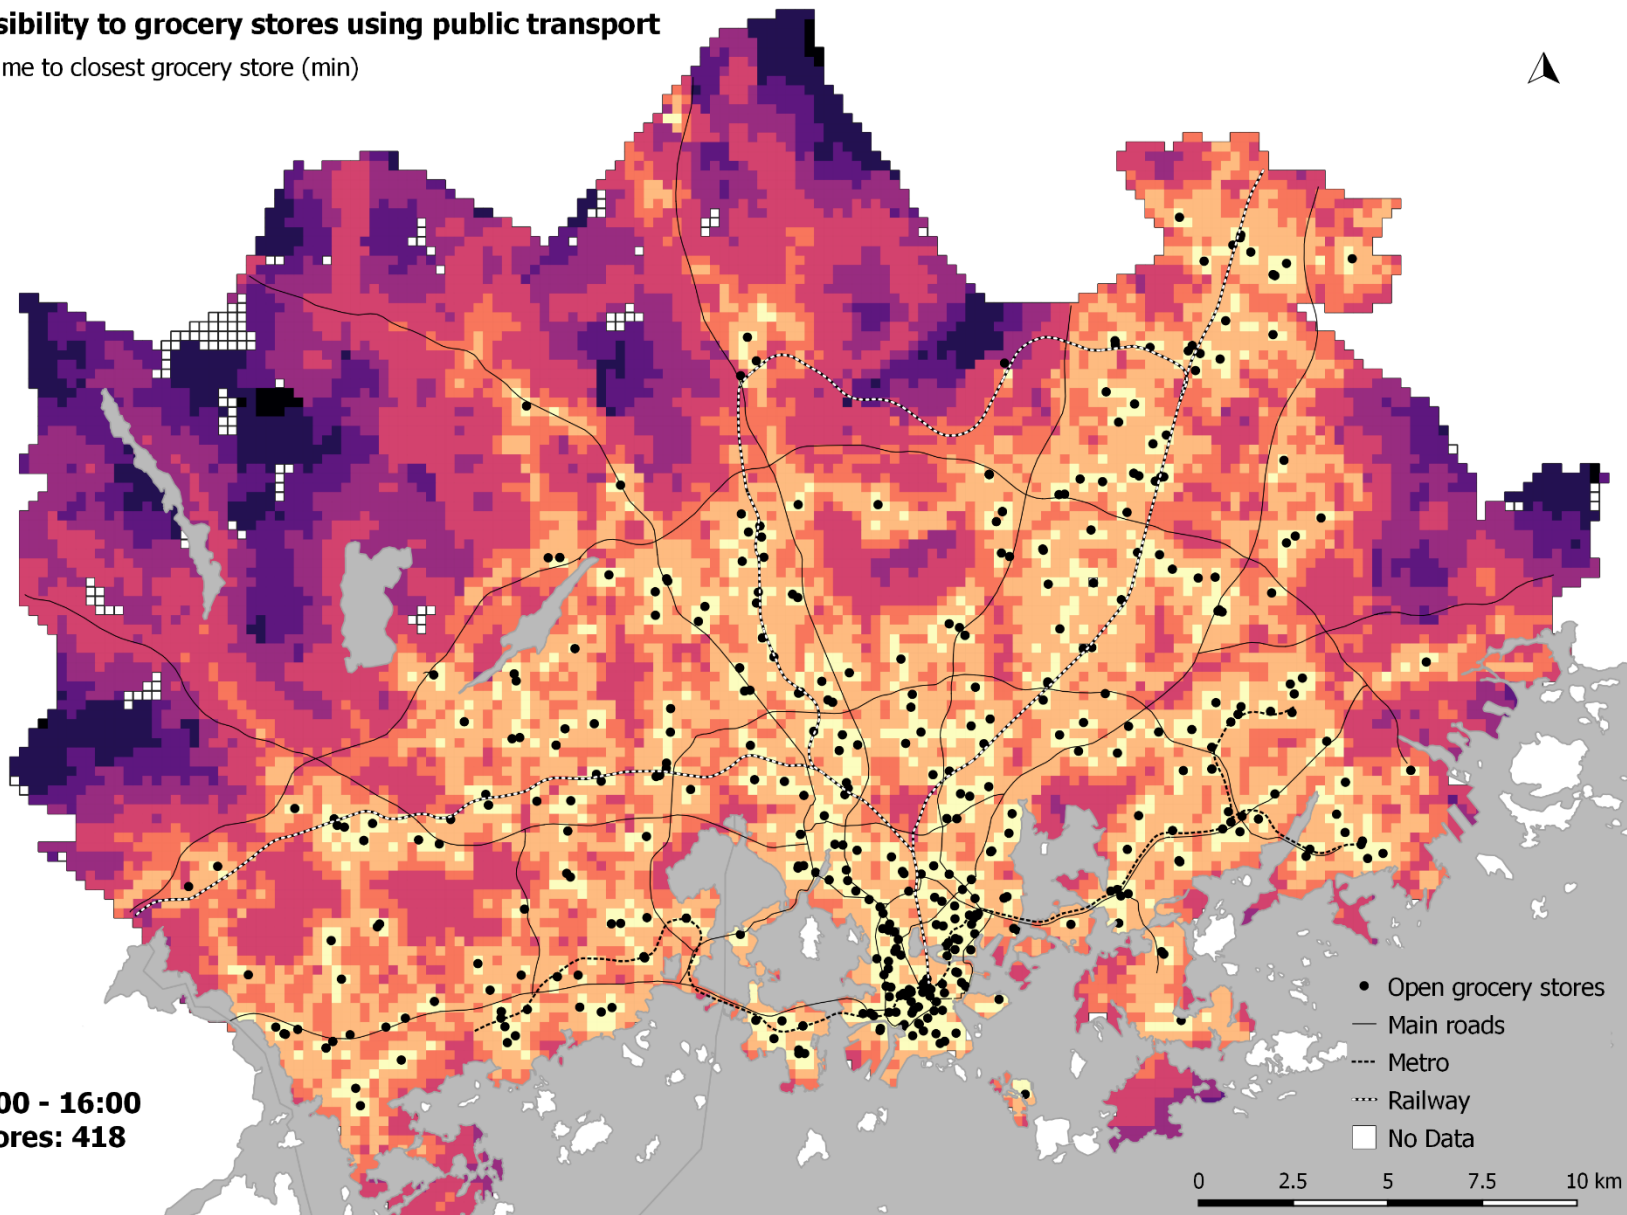 sibility to grocery stores using public transport
me to closest grocery store (min)
Open grocery stores
Main roads
Metro
Railway
No Data
00 - 16:00
ores: 418
0 2.5 5 7.5 10 km